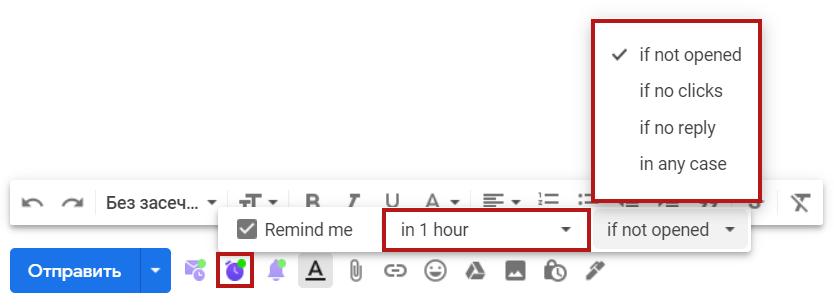 if not opened
if no clicks
if no reply
in any case
Без засеч...
Remind me in 1 hour if not opened
Отправить